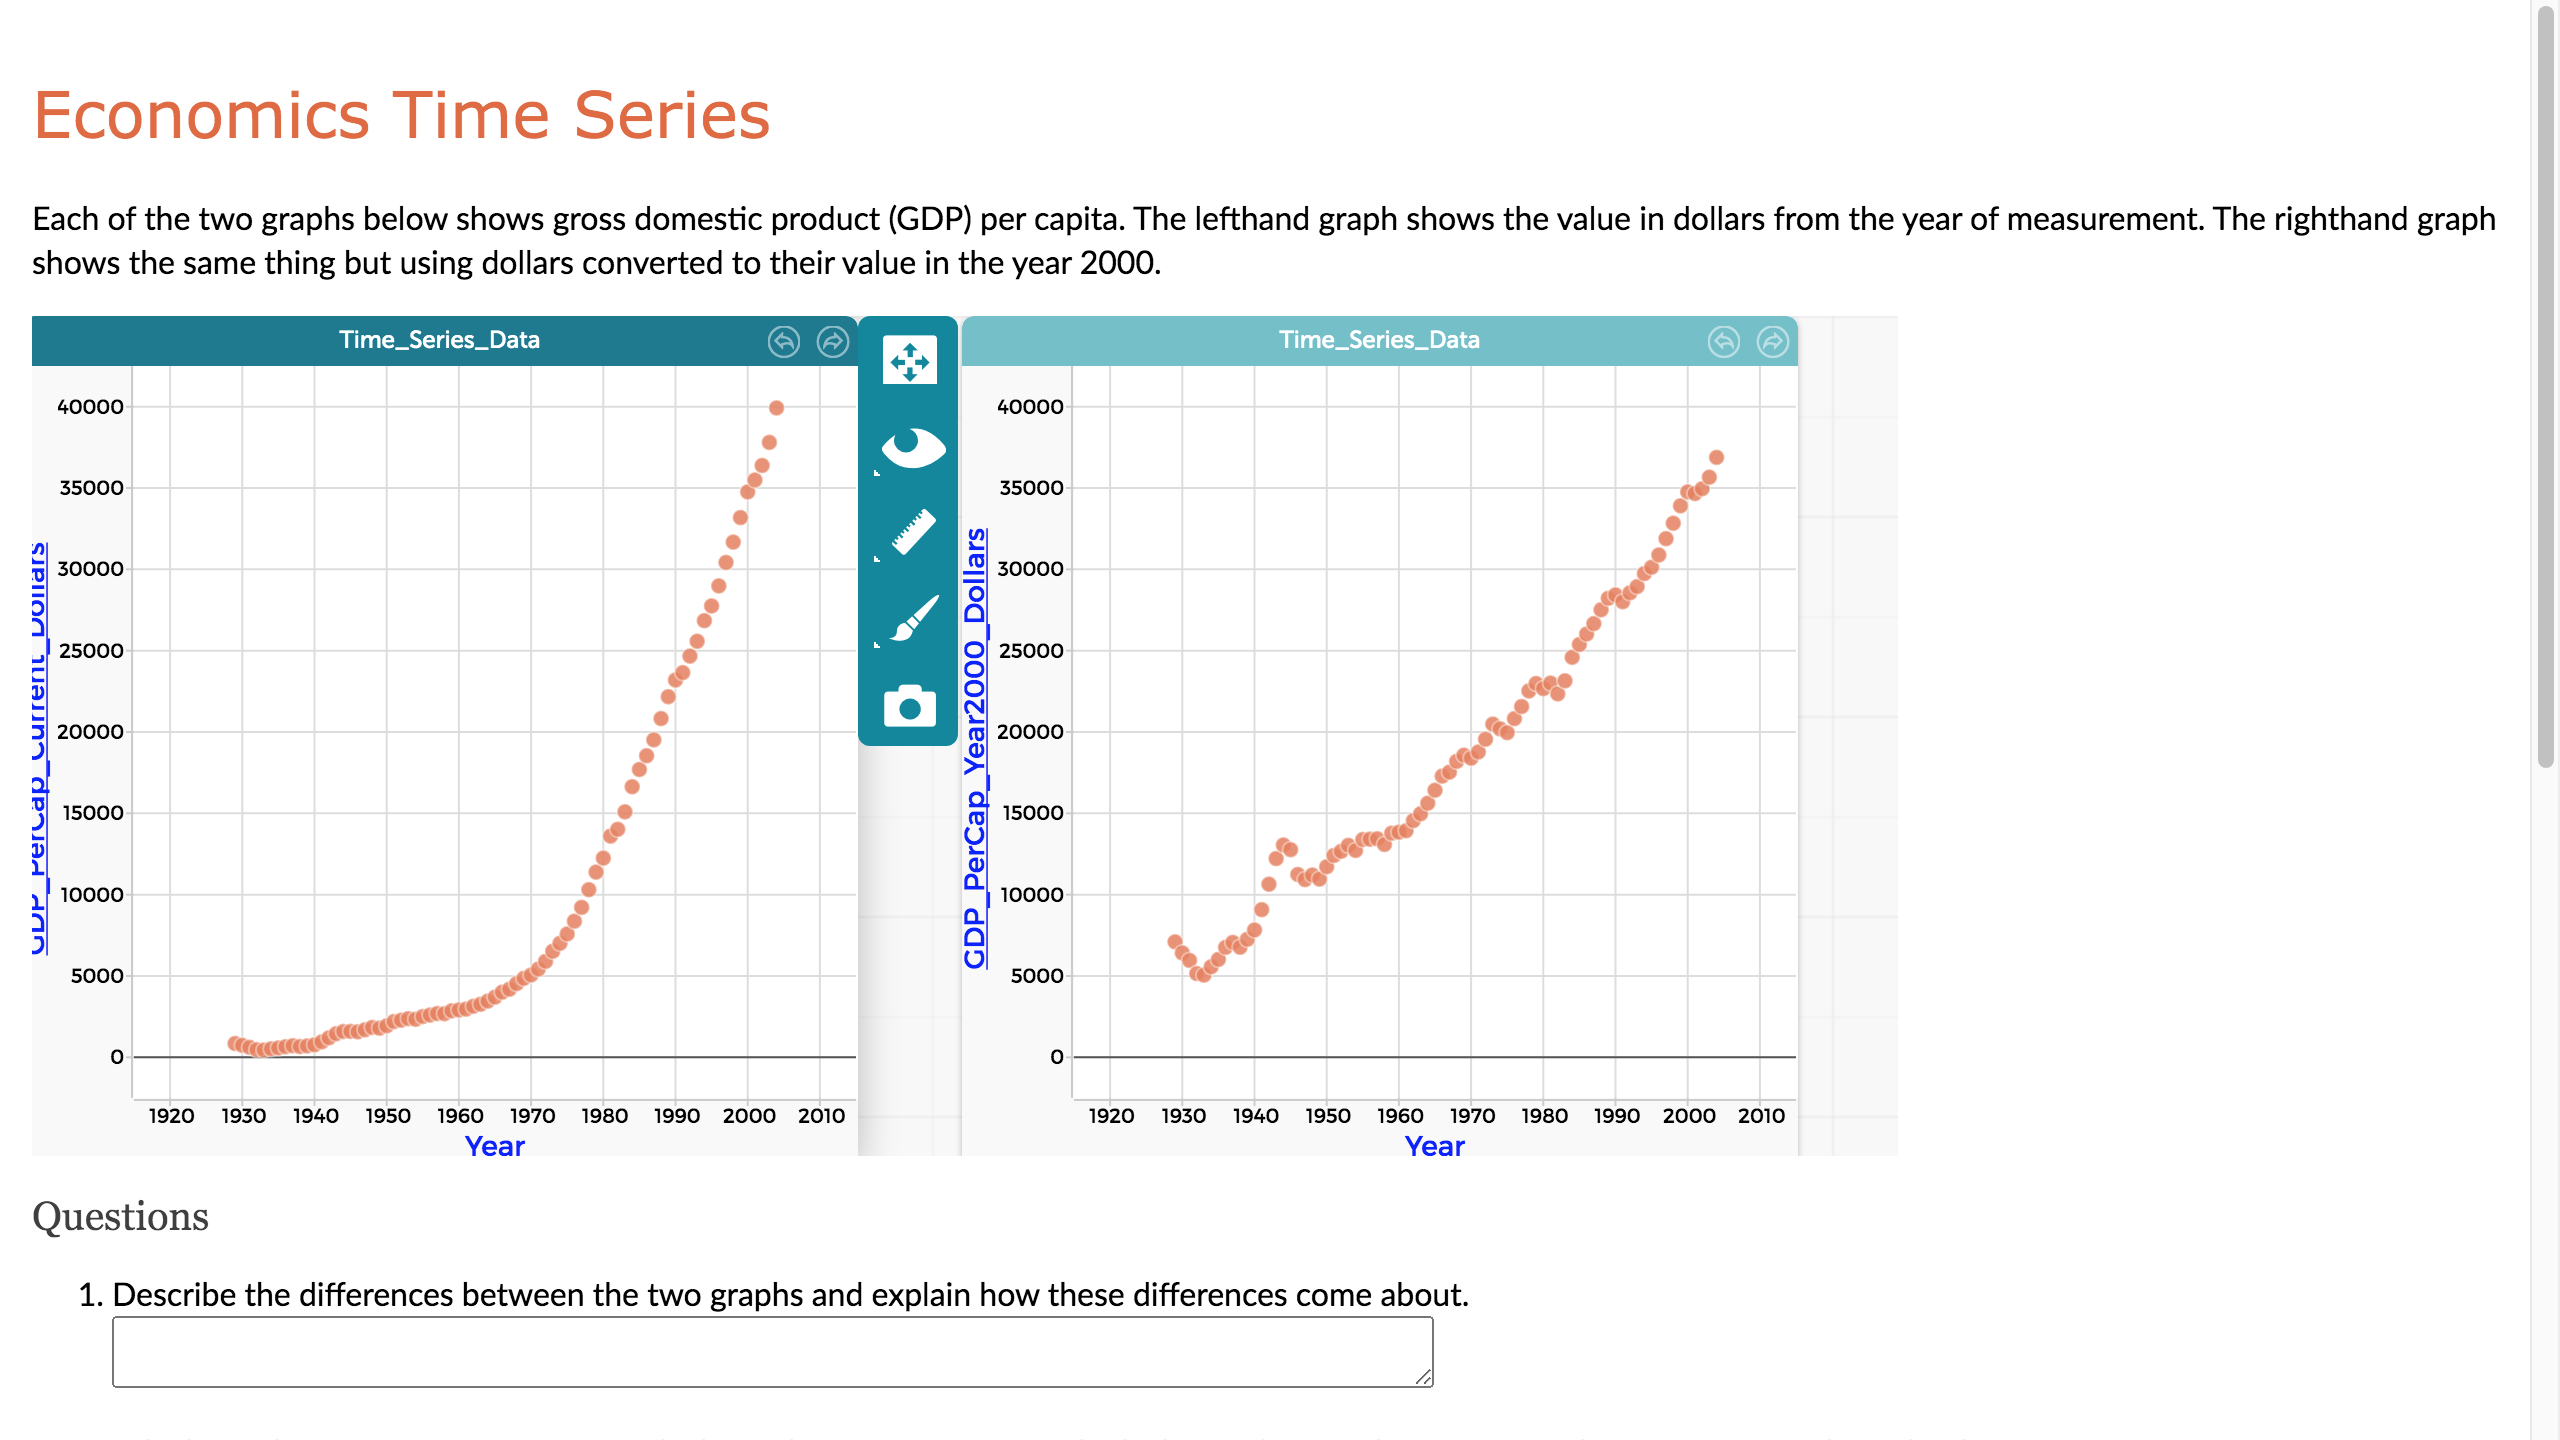 Economics Time Series
Each of the two graphs below shows gross domestic product (GDP) per capita. The lefthand graph shows the value in dollars from the year of measurement. The righthand graph
shows the same thing but using dollars converted to their value in the year 2000.
Time_Series_Data
GDP_PerCap_Current_Dollars
40000
35000
30000
25000
20000
15000
10000
5000
0
1920 1930 1940 1950 1960 1970 1980 1990 2000 2010
Year
Time_Series_Data
GDP_PerCap_Year2000_Dollars
40000
35000
30000
25000
20000
15000
10000
5000
0
1920 1930 1940 1950 1960 1970 1980 1990 2000 2010
Year
Questions
1. Describe the differences between the two graphs and explain how these differences come about.